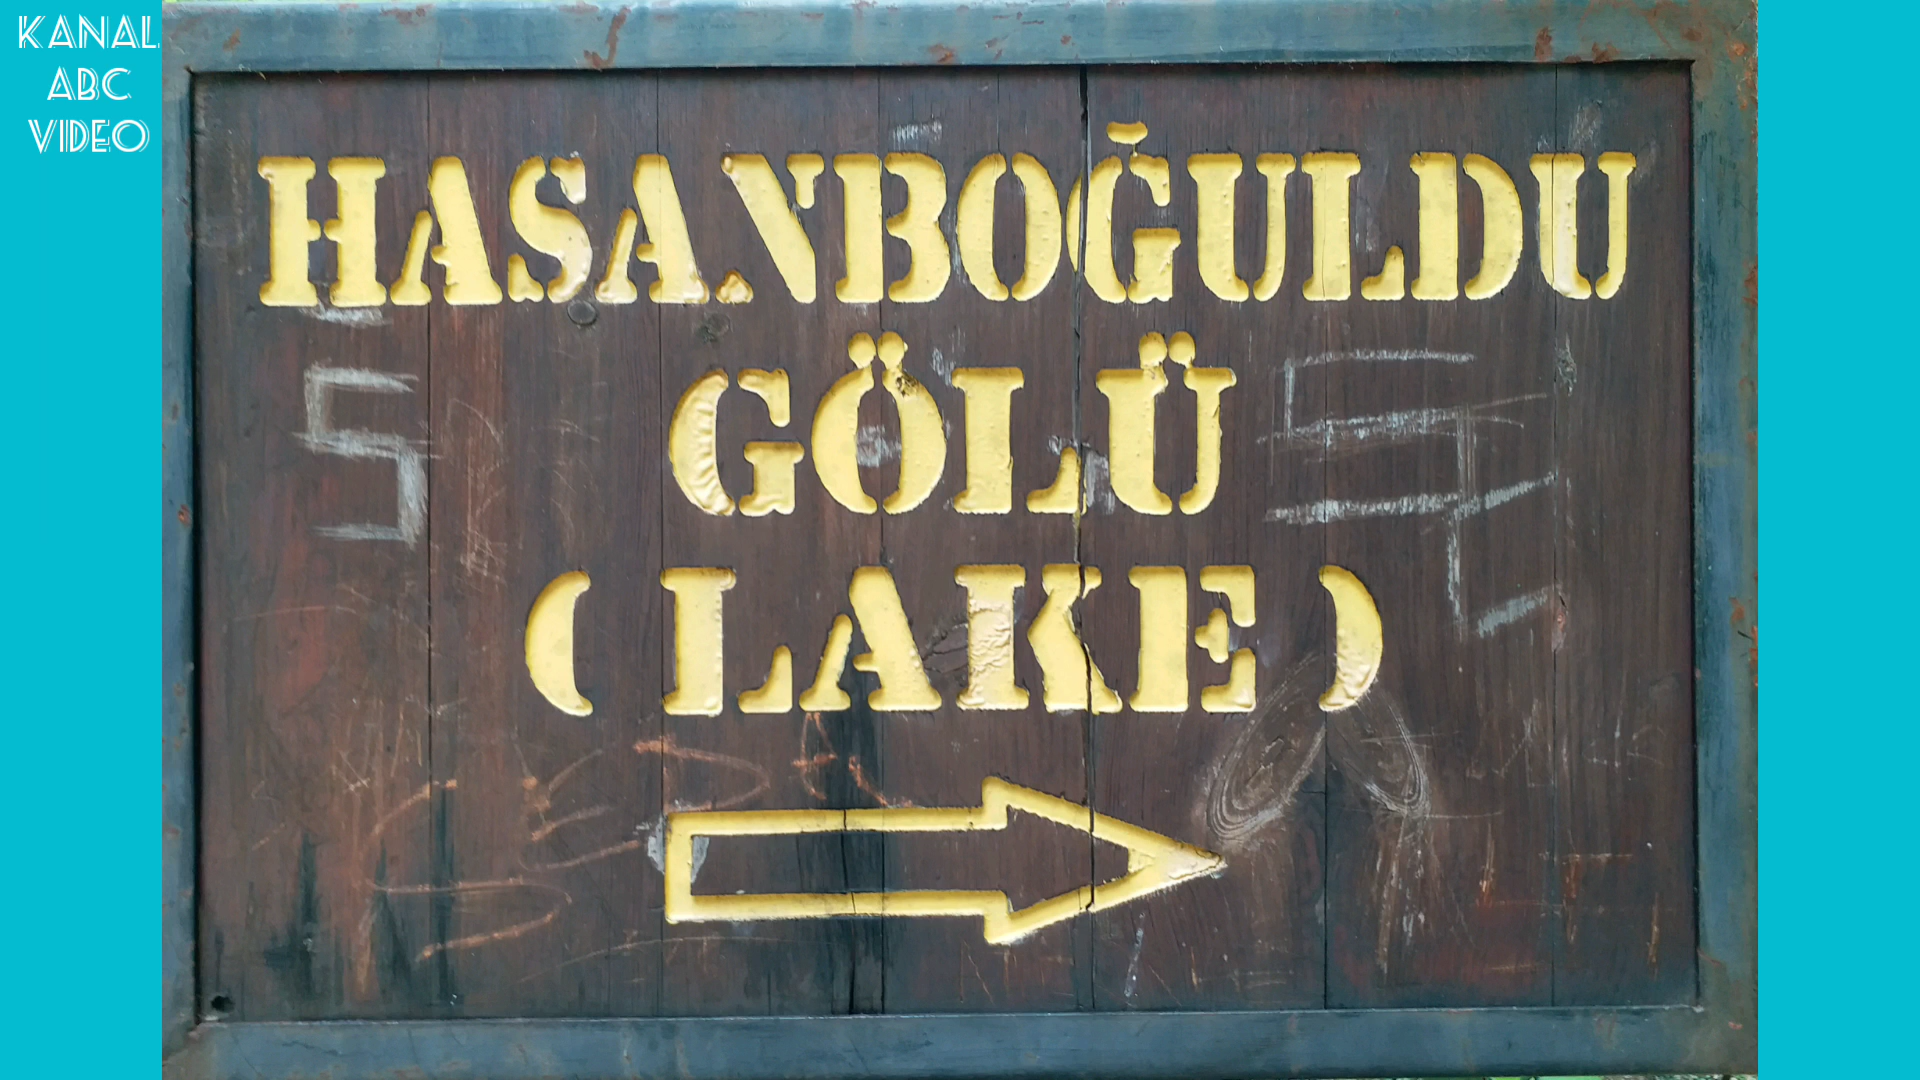 KANAL
ABC
VIDEO
HASANBOĞULDU
GÖLÜ
( LAKE )